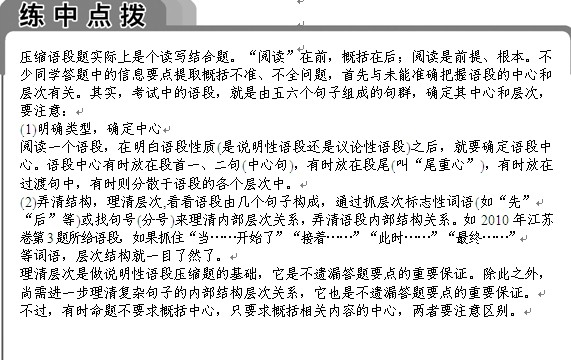 练中点拨
压缩语段题实际上是个读写结合题。“阅读”在前，概括在后；阅读是前提、根本。不
少同学答题中的信息要点提取概括不准、不全问题，首先与未能准确把握语段的中心和
层次有关。其实，考试中的语段，就是由五六个句子组成的句群，确定其中心和层次，
要注意：
(1)明确类型，确定中心
阅读一个语段，在明白语段性质(是说明性语段还是议论性语段)之后，就要确定语段中
心。语段中心有时放在段首一、二句(中心句)，有时放在段尾(叫“尾重心”)，有时放在
过渡句中，有时则分散于语段的各个层次中。
(2)弄清结构，理清层次,看看语段由几个句子构成，通过抓层次标志性词语(如“先”
“后”等)或找句号(分号)来理清内部层次关系，弄清语段内部结构关系。如 2010 年江苏
卷第3题所给语段，如果抓住“当……开始了”“接着……”“此时……”“最终……”
等词语，层次结构就一目了然了。
理清层次是做说明性语段压缩题的基础，它是不遗漏答题要点的重要保证。除此之外，
尚需进一步理清复杂句子的内部结构层次关系，它也是不遗漏答题要点的重要保证。
不过，有时命题不要求概括中心，只要求概括相关内容的中心，两者要注意区别。